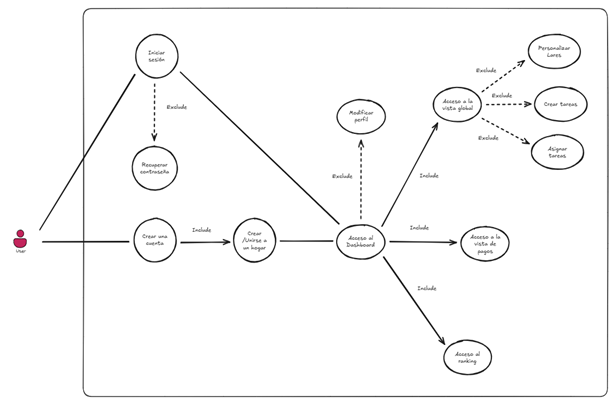 Iniciar
sesión
Exclude
Recuperar
contraseña
User
Crear una
cuenta
Include
Crear
/Unirse a
un hogar
Acceso al
Dashboard
Exclude
Modificar
perfil
Include
Acceso a la
vista global
Exclude
Personalizar
Lores
Exclude
Crear tareas
Exclude
Asignar
tareas
Include
Acceso a la
vista de
pagos
Include
Acceso al
ranking